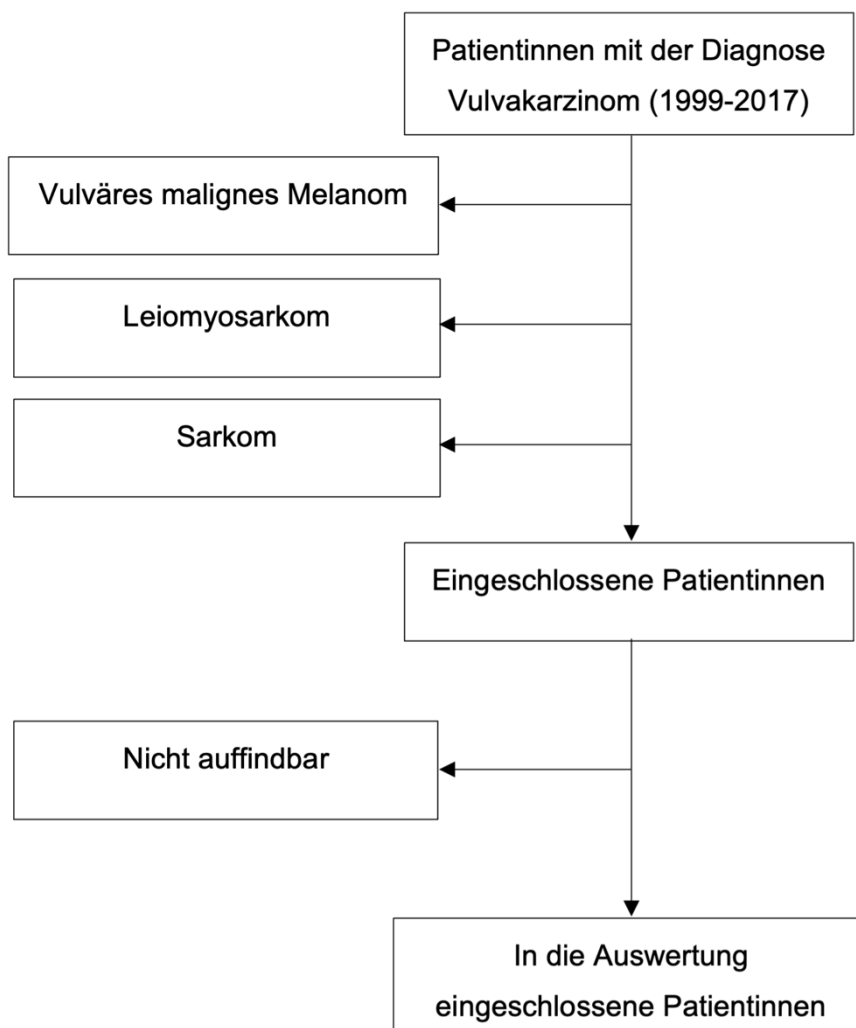 Patientinnen mit der Diagnose
Vulvakarzinom (1999-2017)
Vulväres malignes Melanom
Leiomyosarkom
Sarkom
Eingeschlossene Patientinnen
Nicht auffindbar
In die Auswertung
eingeschlossene Patientinnen